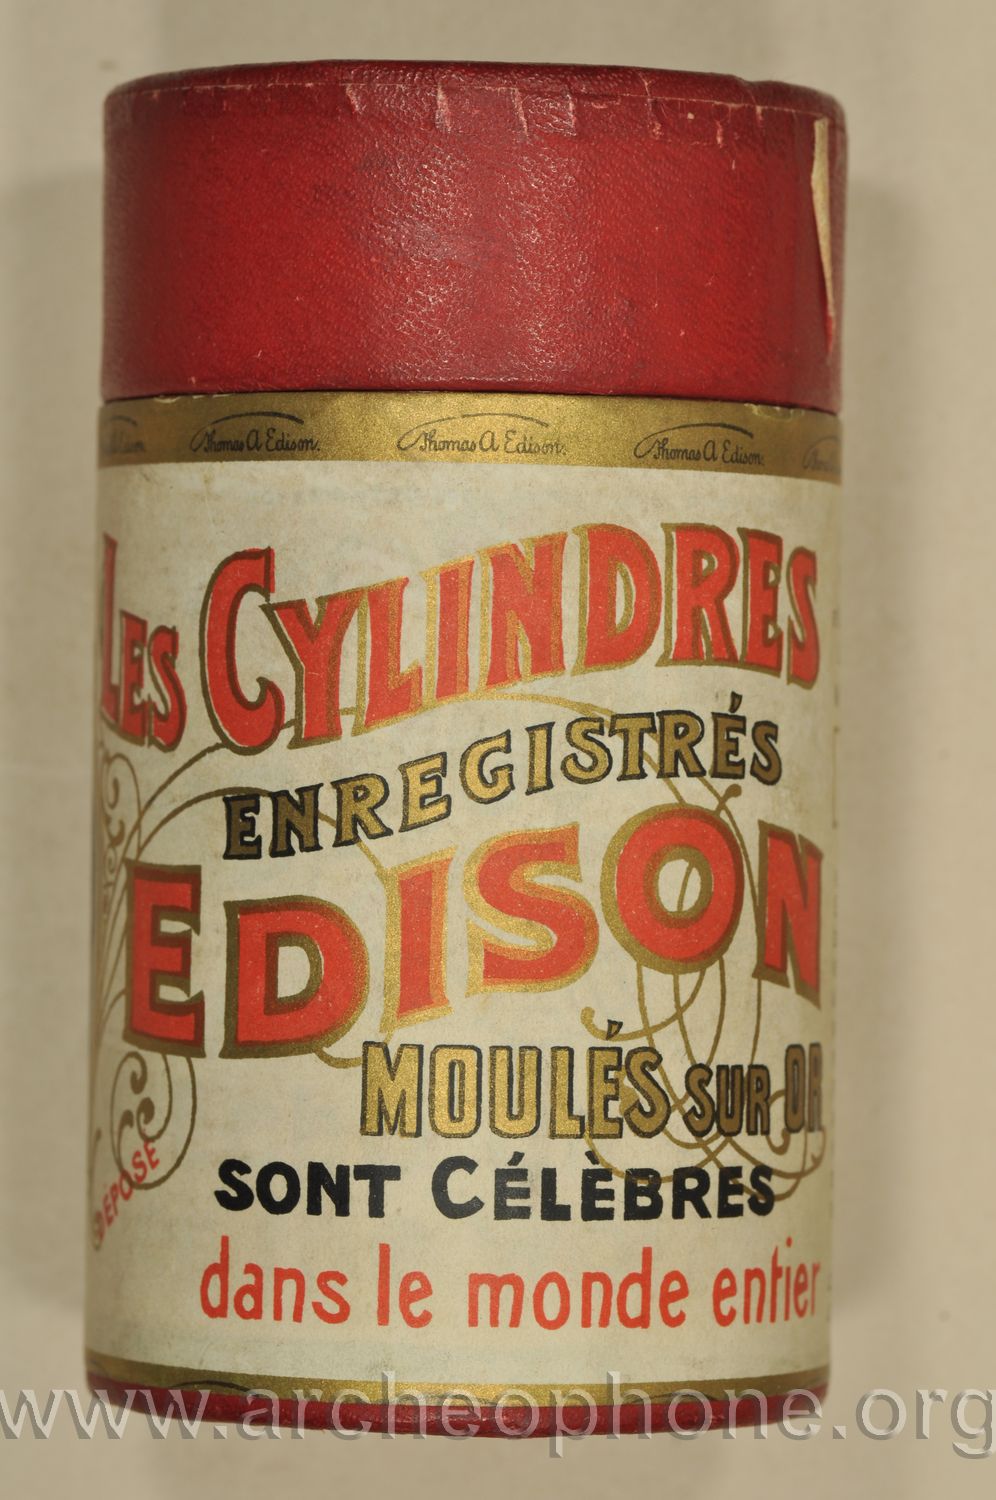 Thomas A Edison. Thomas A Edison. Thomas A Edison.
LES CYLINDRES
ENREGISTRÉS
EDISON
MOULÉS SUR OR
SONT CÉLÈBRES
DÉPOSÉ
dans le monde entier
www.archeophone.org